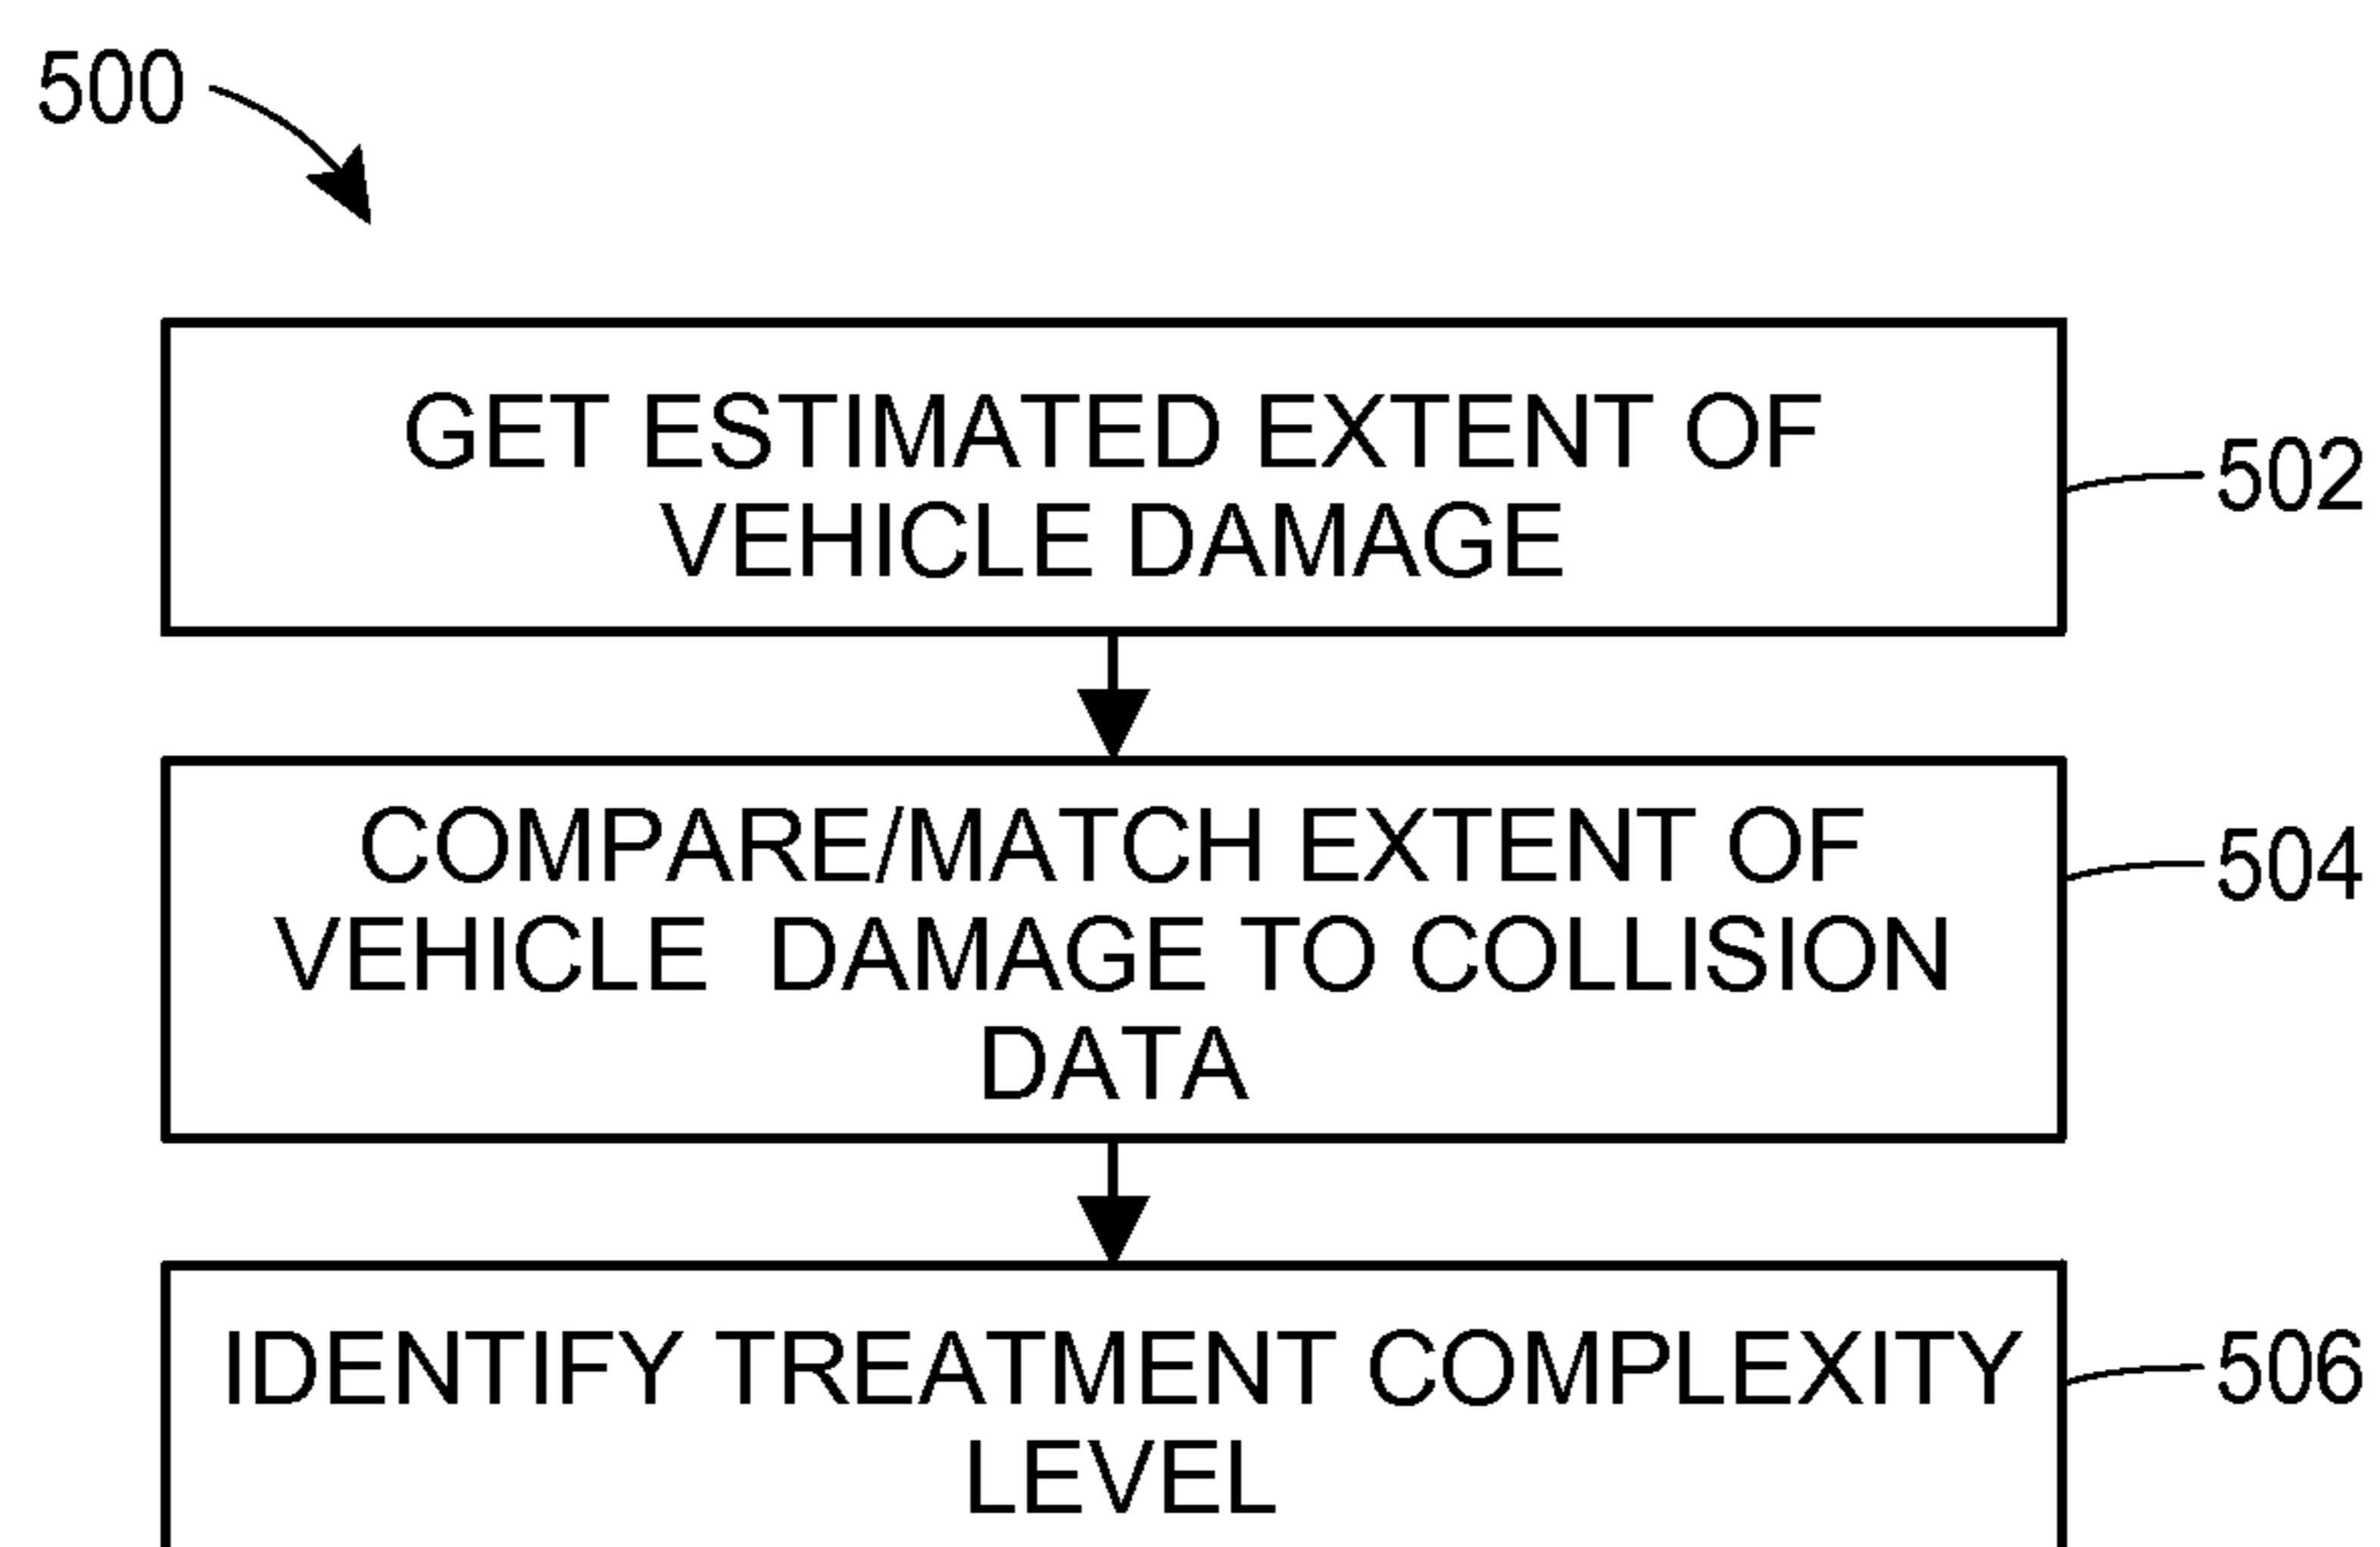 500
GET ESTIMATED EXTENT OF
VEHICLE DAMAGE
502
COMPARE/MATCH EXTENT OF
VEHICLE DAMAGE TO COLLISION
DATA
504
IDENTIFY TREATMENT COMPLEXITY
LEVEL
506